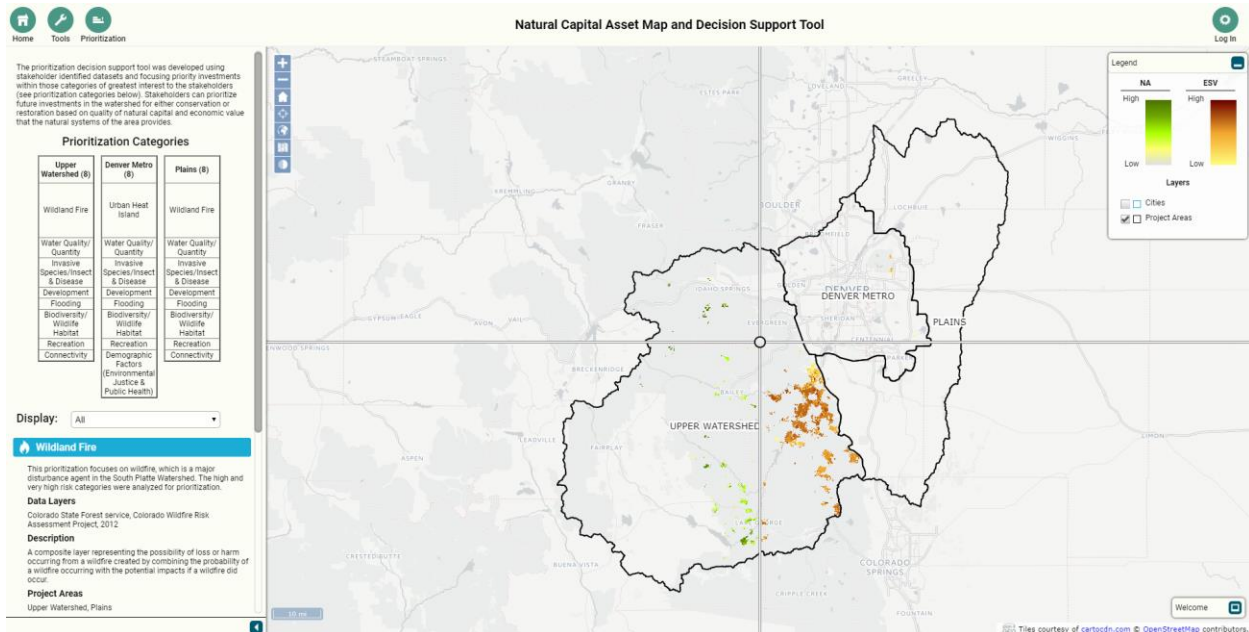 Natural Capital Asset Map and Decision Support Tool
Home
Tools
Prioritization
Log In
The prioritization decision support tool was developed using
stakeholder identified datasets and focusing priority investments
within those categories of greatest interest to the stakeholders
(see prioritization categories below). Stakeholders can prioritize
future investments in the watershed for either conservation or
restoration based on quality of natural capital and economic value
that the natural systems of the area provides.
Prioritization Categories
Upper
Watershed (8)
Denver Metro
(8)
Plains (8)
Wildland Fire
Urban Heat
Island
Wildland Fire
Water Quality/
Quantity
Water Quality/
Quantity
Water Quality/
Quantity
Invasive
Species/Insect
& Disease
Invasive
Species/Insect
& Disease
Invasive
Species/Insect
& Disease
Development
Development
Development
Flooding
Flooding
Flooding
Biodiversity/
Wildlife
Habitat
Biodiversity/
Wildlife
Habitat
Biodiversity/
Wildlife
Habitat
Recreation
Recreation
Recreation
Connectivity
Demographic
Factors
(Environmental
Justice &
Public Health)
Connectivity
Display:
All
Wildland Fire
This prioritization focuses on wildfire, which is a major
disturbance agent in the South Platte Watershed. The high and
very high risk categories were analyzed for prioritization.
Data Layers
Colorado State Forest service, Colorado Wildfire Risk
Assessment Project, 2012
Description
A composite layer representing the possibility of loss or harm
occurring from a wildfire created by combining the probability of
a wildfire occurring with the potential impacts if a wildfire did
occur.
Project Areas
Upper Watershed, Plains
STEAMBOAT SPRINGS
ESTES PARK
LOVELAND
GREELEY
WIGGINS
KREMMLING
GRANBY
BOULDER
LOCHBUIE
FRASER
BROOMFIELD
IDAHO SPRINGS
GOLDEN
DENVER
DENVER METRO
GYPSUM
EAGLE
AVON
VAIL
EVERGREEN
SHERIDAN
PLAINS
CENTENNIAL
GLENWOOD SPRINGS
PARKER
BRECKENRIDGE
BAILEY
UPPER WATERSHED
LEADVILLE
FAIRPLAY
LIMON
ASPEN
LAKE GEORGE
CRESTED BUTTE
BUENA VISTA
COLORADO
SPRINGS
CRIPPLE CREEK
FOUNTAIN
10 mi
Legend
NA
ESV
High
High
Low
Low
Layers
Cities
Project Areas
Welcome
Tiles courtesy of cartocdn.com © OpenStreetMap contributors.